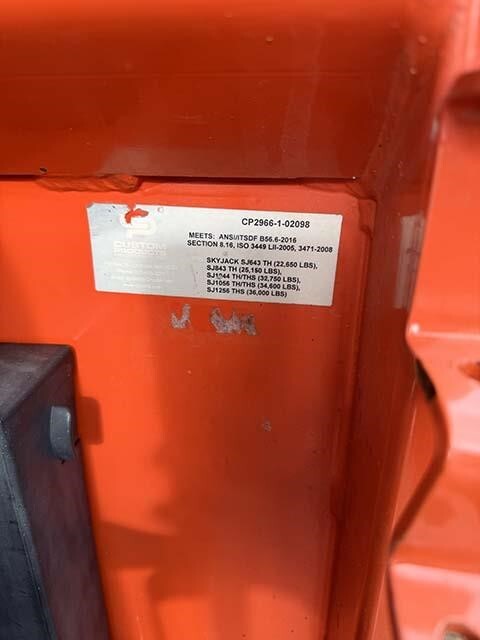 CP2966-1-02098
CUSTOM
PRODUCTS
MEETS: ANSI/ITSDF B56.6-2016
SECTION 8.16, ISO 3449 LII-2005, 3471-2008
SKYJACK SJ643 TH (22,650 LBS),
SJ843 TH (25,150 LBS),
SJ1044 TH/THS (32,750 LBS),
SJ1056 TH/THS (34,600 LBS)
SJ1256 THS (36,000 LBS)